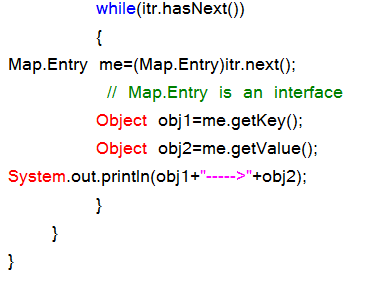 while(itr.hasNext())
{
Map.Entry me=(Map.Entry)itr.next();
// Map.Entry is an interface
Object obj1=me.getKey();
Object obj2=me.getValue();
System.out.println(obj1+"----->"+obj2);
}
}
}